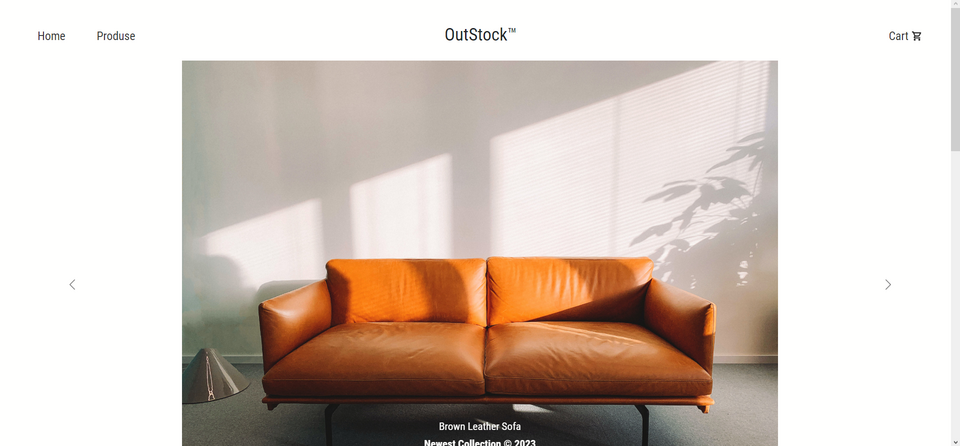 Home
Produse
OutStock™
Cart
Brown Leather Sofa
Newest Collection © 2023